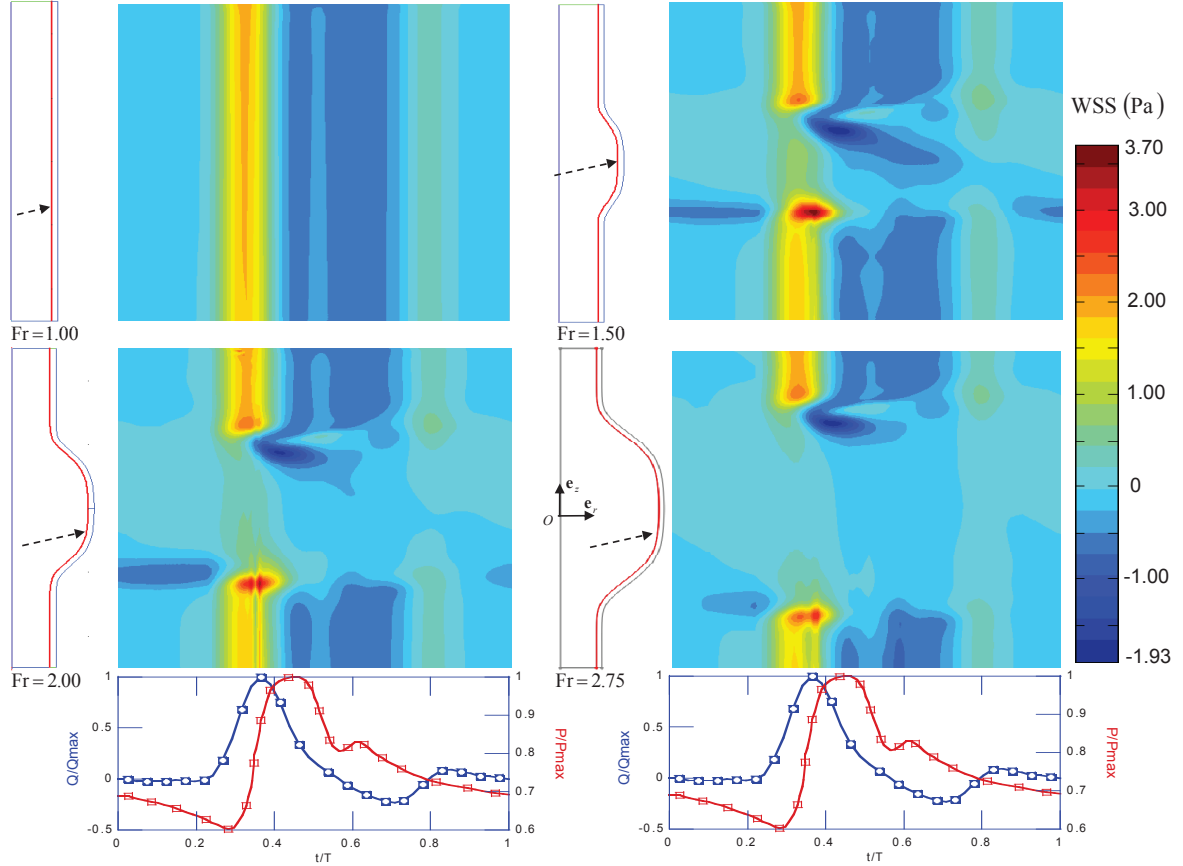 WSS (Pa)
3.70
3.00
2.00
1.00
0
-1.00
-1.93
Fr = 1.00
Fr = 1.50
e_z
O
e_r
Fr = 2.00
Fr = 2.75
1
0.5
0
-0.5
Q/Qmax
1
0.9
0.8
0.7
0.6
P/Pmax
0
0.2
0.4
0.6
0.8
1
t/T
1
0.5
0
-0.5
Q/Qmax
1
0.9
0.8
0.7
0.6
P/Pmax
0
0.2
0.4
0.6
0.8
1
t/T